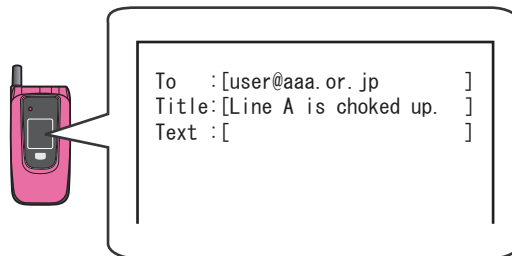 To   :[user@aaa.or.jp        ]
Title:[Line A is choked up.  ]
Text :[                      ]